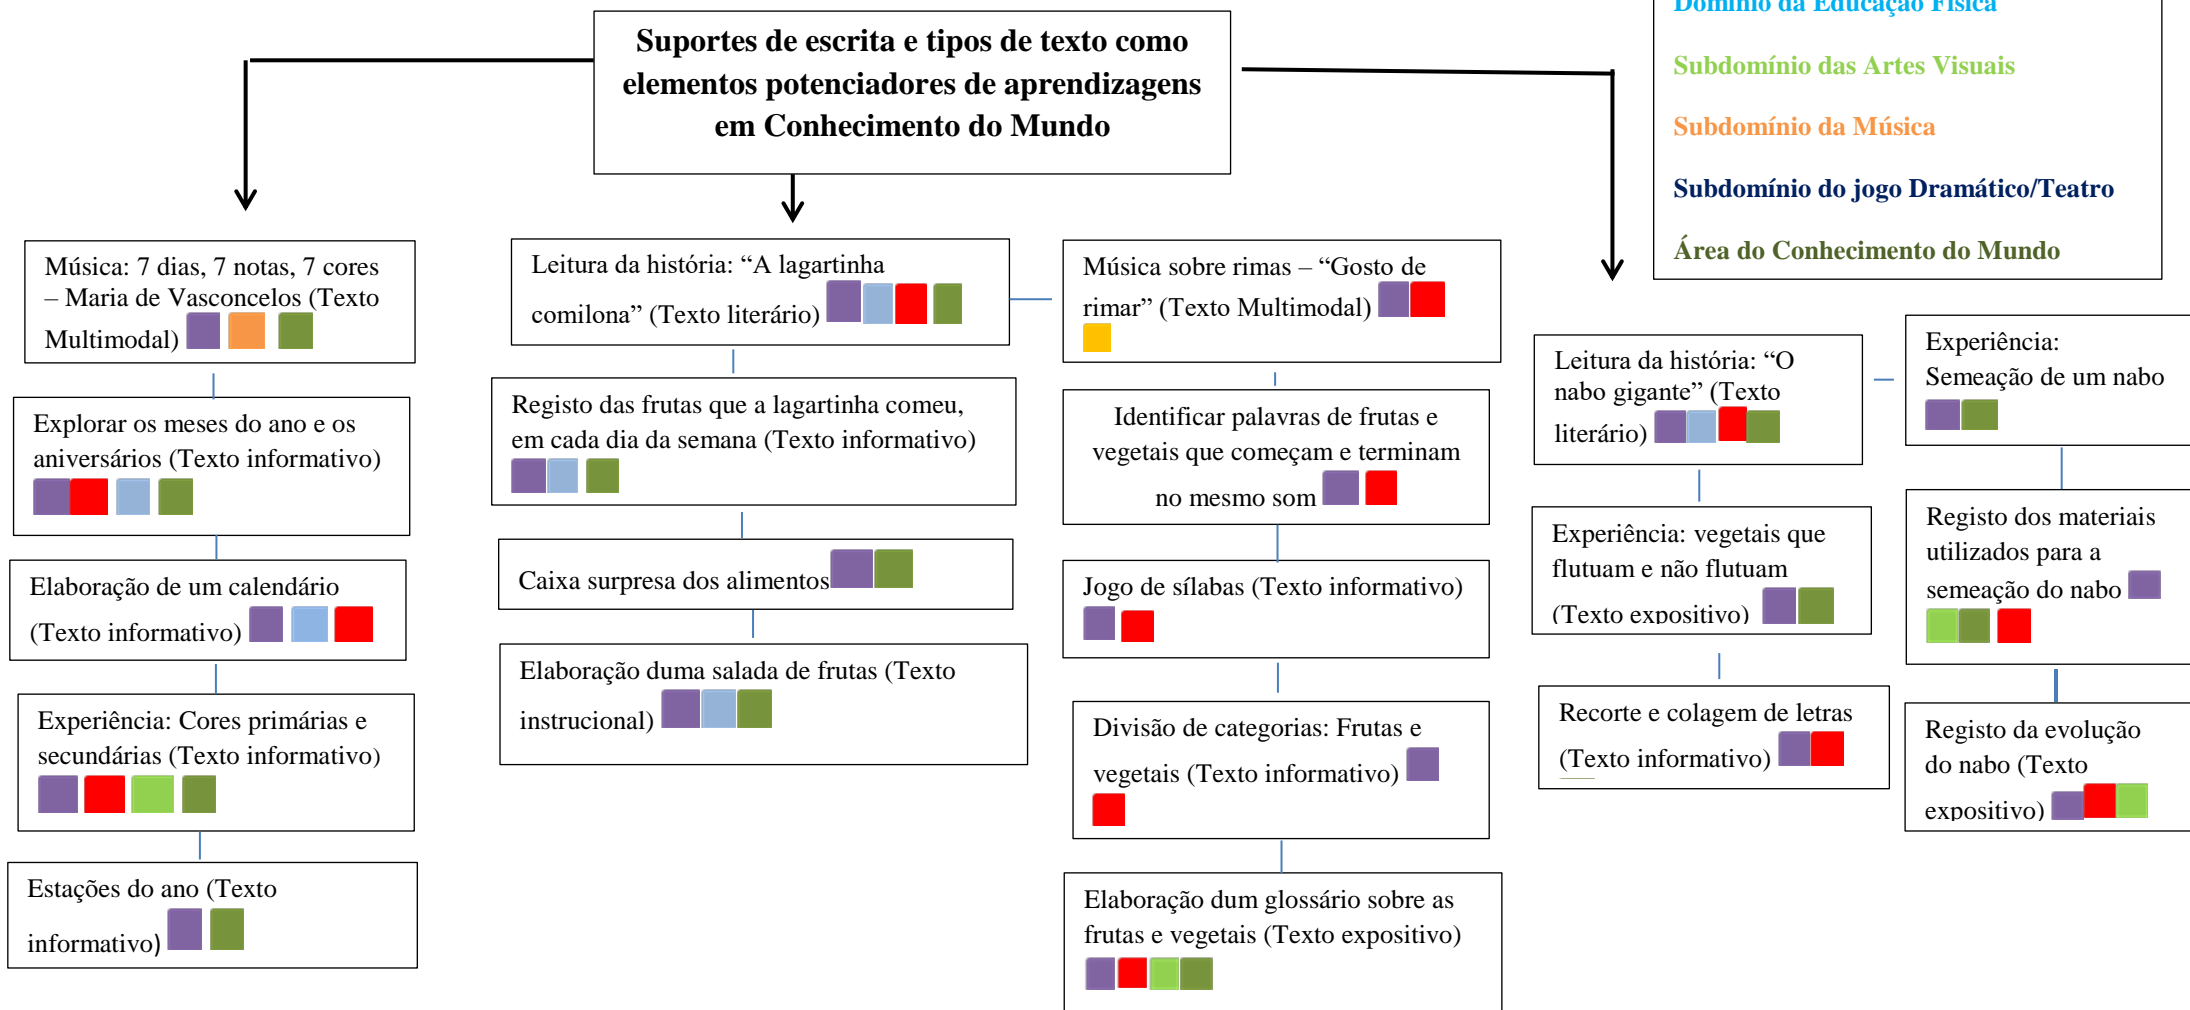 Suportes de escrita e tipos de texto como
elementos potenciadores de aprendizagens
em Conhecimento do Mundo
Domínio da Educação Física
Subdomínio das Artes Visuais
Subdomínio da Música
Subdomínio do jogo Dramático/Teatro
Área do Conhecimento do Mundo
Música: 7 dias, 7 notas, 7 cores
– Maria de Vasconcelos (Texto
Multimodal)
Explorar os meses do ano e os
aniversários (Texto informativo)
Elaboração de um calendário
(Texto informativo)
Experiência: Cores primárias e
secundárias (Texto informativo)
Estações do ano (Texto
informativo)
Leitura da história: “A lagartinha
comilona” (Texto literário)
Registo das frutas que a lagartinha comeu,
em cada dia da semana (Texto informativo)
Caixa surpresa dos alimentos
Elaboração duma salada de frutas (Texto
instrucional)
Música sobre rimas – “Gosto de
rimar” (Texto Multimodal)
Identificar palavras de frutas e
vegetais que começam e terminam
no mesmo som
Jogo de sílabas (Texto informativo)
Divisão de categorias: Frutas e
vegetais (Texto informativo)
Elaboração dum glossário sobre as
frutas e vegetais (Texto expositivo)
Leitura da história: “O
nabo gigante” (Texto
literário)
Experiência: vegetais que
flutuam e não flutuam
(Texto expositivo)
Recorte e colagem de letras
(Texto informativo)
Experiência:
Semeação de um nabo
Registo dos materiais
utilizados para a
semeação do nabo
Registo da evolução
do nabo (Texto
expositivo)